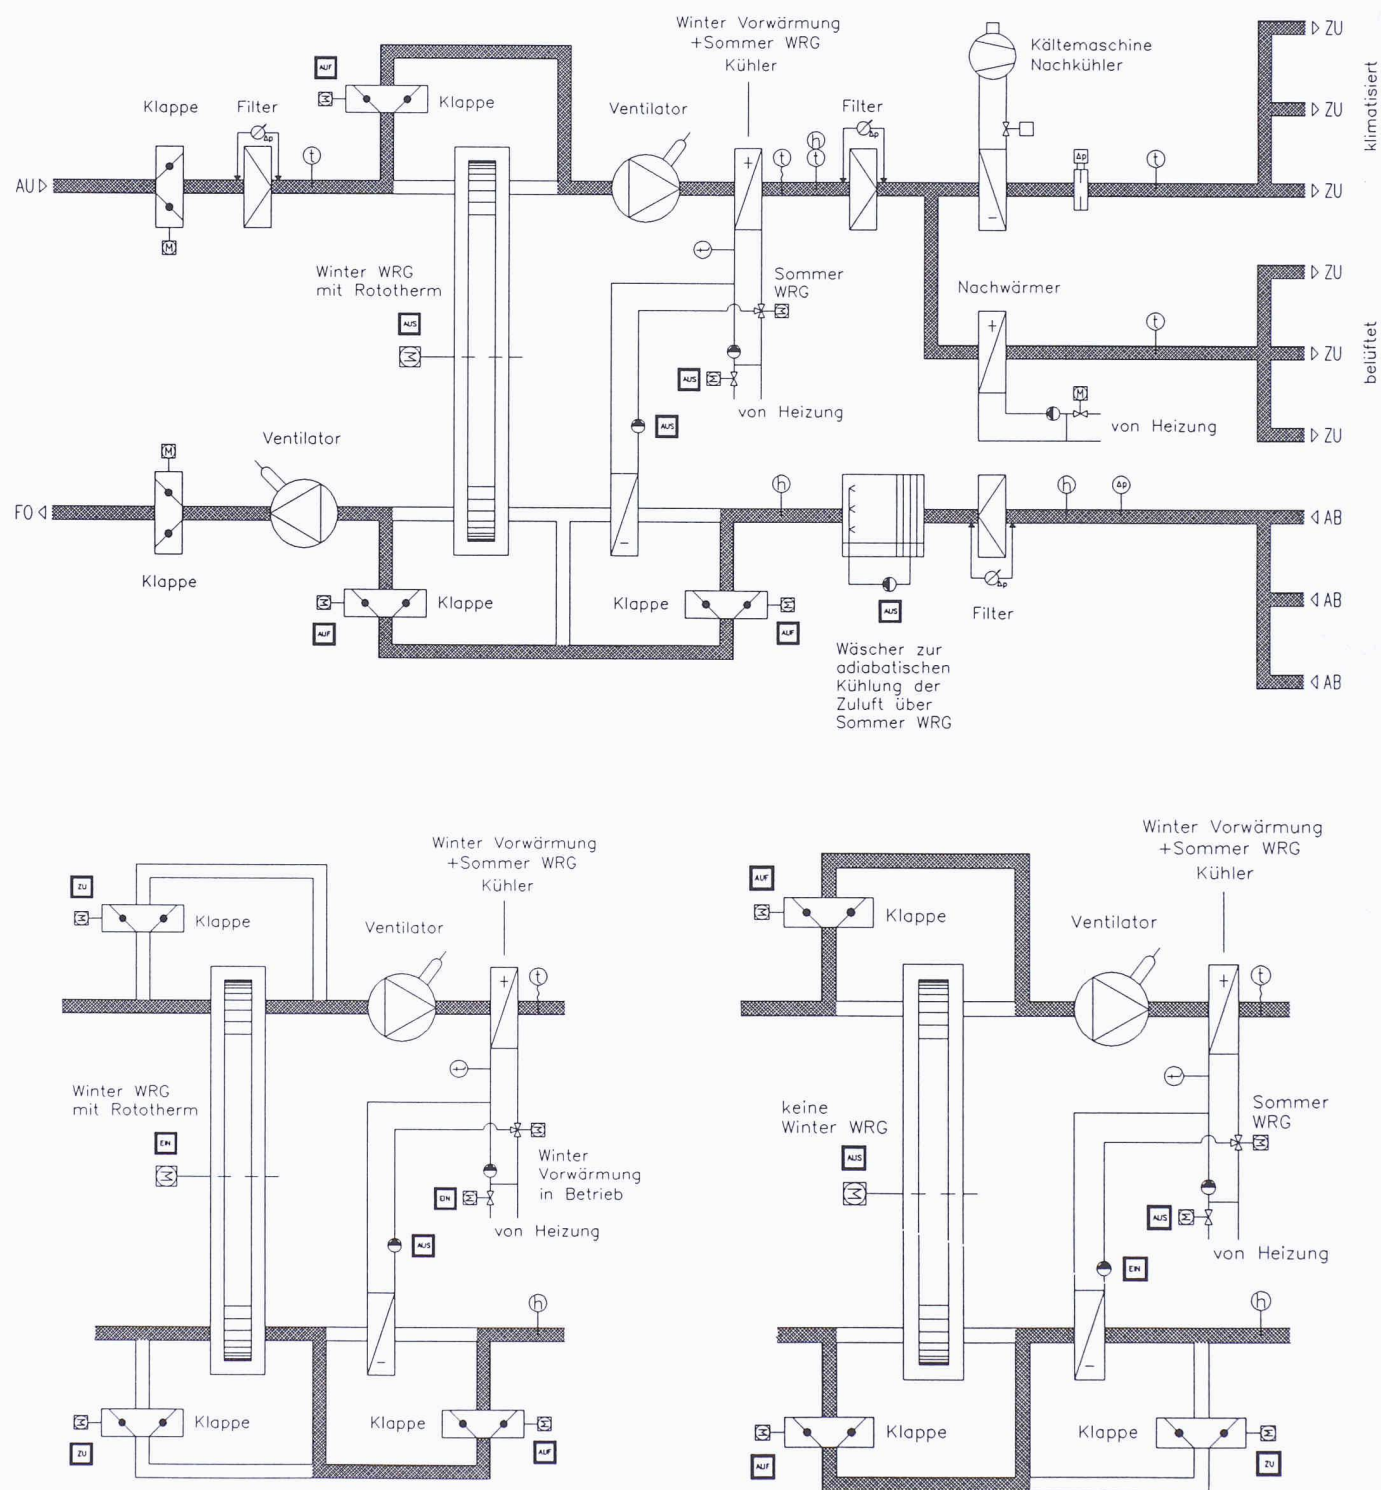 Winter Vorwärmung
+Sommer WRG
Kühler
Kältemaschine
Nachkühler
ZU
ZU
ZU
klimatisiert
AUF
M
Klappe
Klappe
Filter
Δp
t
Ventilator
Filter
Δp
t
h
t
Δp
t
AU
M
+
−
t
Sommer
WRG
M
Winter WRG
mit Rototherm
AUS
M
AUS
M
von Heizung
AUS
Nachwärmer
+
t
M
von Heizung
ZU
ZU
ZU
belüftet
M
Ventilator
FO
Klappe
−
h
h
Δp
AB
AB
AB
M
AUF
Klappe
Klappe
M
AUF
AUS
Δp
Filter
Wäscher zur
adiabatischen
Kühlung der
Zuluft über
Sommer WRG
Winter Vorwärmung
+Sommer WRG
Kühler
ZU
M
Klappe
Ventilator
+
t
t
Winter WRG
mit Rototherm
EIN
M
M
Winter
Vorwärmung
in Betrieb
EIN
M
von Heizung
AUS
−
h
M
ZU
Klappe
Klappe
M
AUF
Winter Vorwärmung
+Sommer WRG
Kühler
AUF
M
Klappe
Ventilator
+
t
t
keine
Winter WRG
AUS
M
Sommer
WRG
M
AUS
M
von Heizung
EIN
−
h
M
AUF
Klappe
Klappe
M
ZU